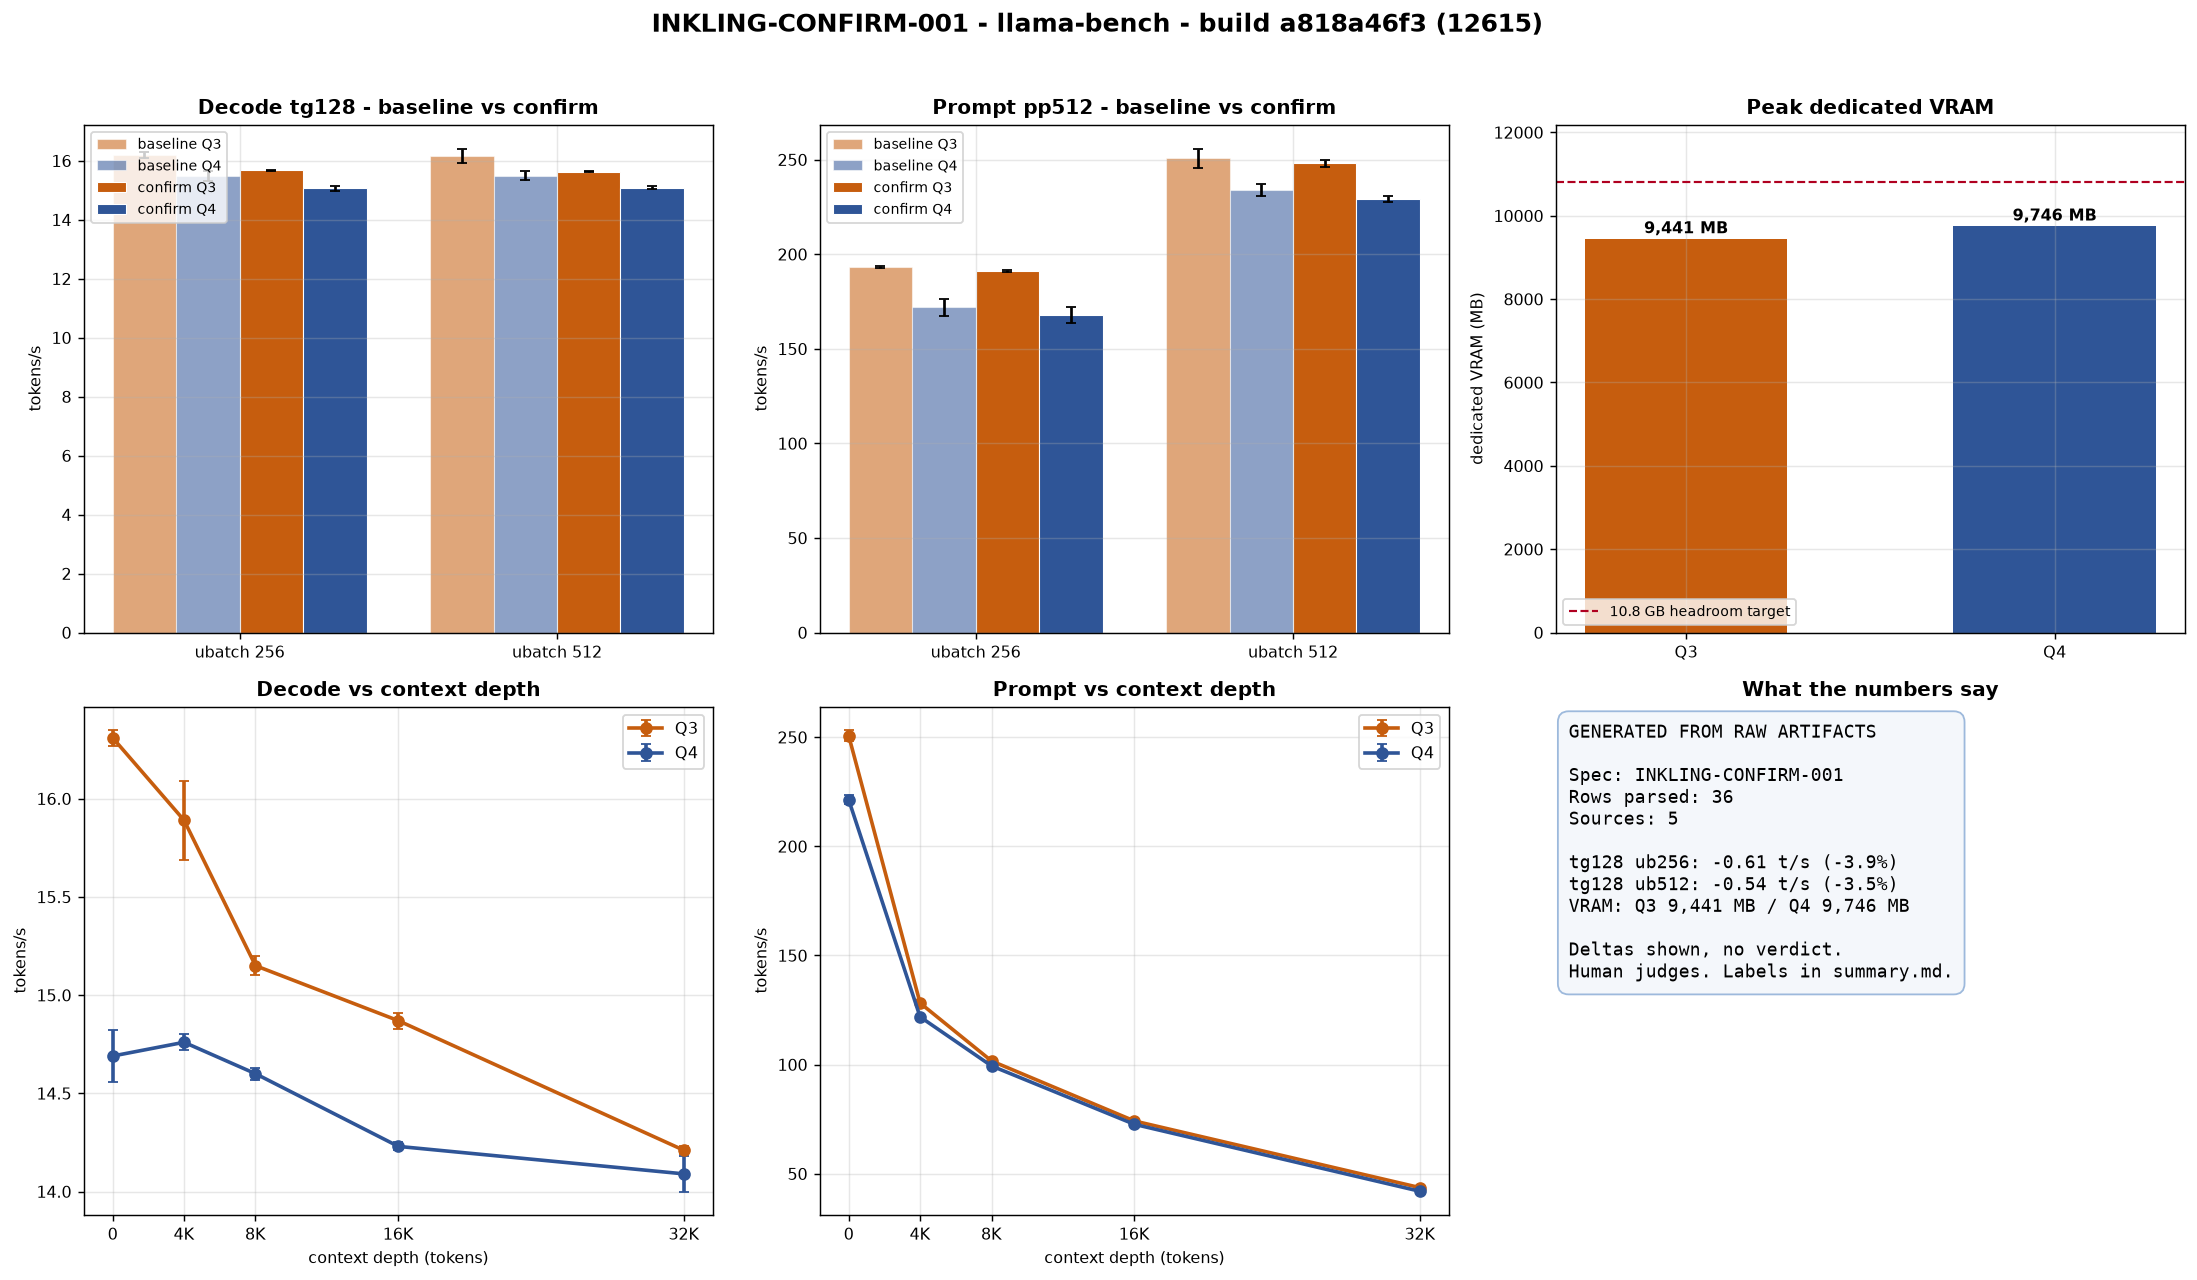 INKLING-CONFIRM-001 - llama-bench - build a818a46f3 (12615)
Decode tg128 - baseline vs confirm
baseline Q3
baseline Q4
confirm Q3
confirm Q4
tokens/s
16
14
12
10
8
6
4
2
0
ubatch 256
ubatch 512
Prompt pp512 - baseline vs confirm
baseline Q3
baseline Q4
confirm Q3
confirm Q4
tokens/s
250
200
150
100
50
0
ubatch 256
ubatch 512
Peak dedicated VRAM
dedicated VRAM (MB)
12000
10000
8000
6000
4000
2000
0
9,441 MB
9,746 MB
10.8 GB headroom target
Q3
Q4
Decode vs context depth
Q3
Q4
tokens/s
16.0
15.5
15.0
14.5
14.0
0
4K
8K
16K
32K
context depth (tokens)
Prompt vs context depth
Q3
Q4
tokens/s
250
200
150
100
50
0
4K
8K
16K
32K
context depth (tokens)
What the numbers say
GENERATED FROM RAW ARTIFACTS
Spec: INKLING-CONFIRM-001
Rows parsed: 36
Sources: 5
tg128 ub256: -0.61 t/s (-3.9%)
tg128 ub512: -0.54 t/s (-3.5%)
VRAM: Q3 9,441 MB / Q4 9,746 MB
Deltas shown, no verdict.
Human judges. Labels in summary.md.